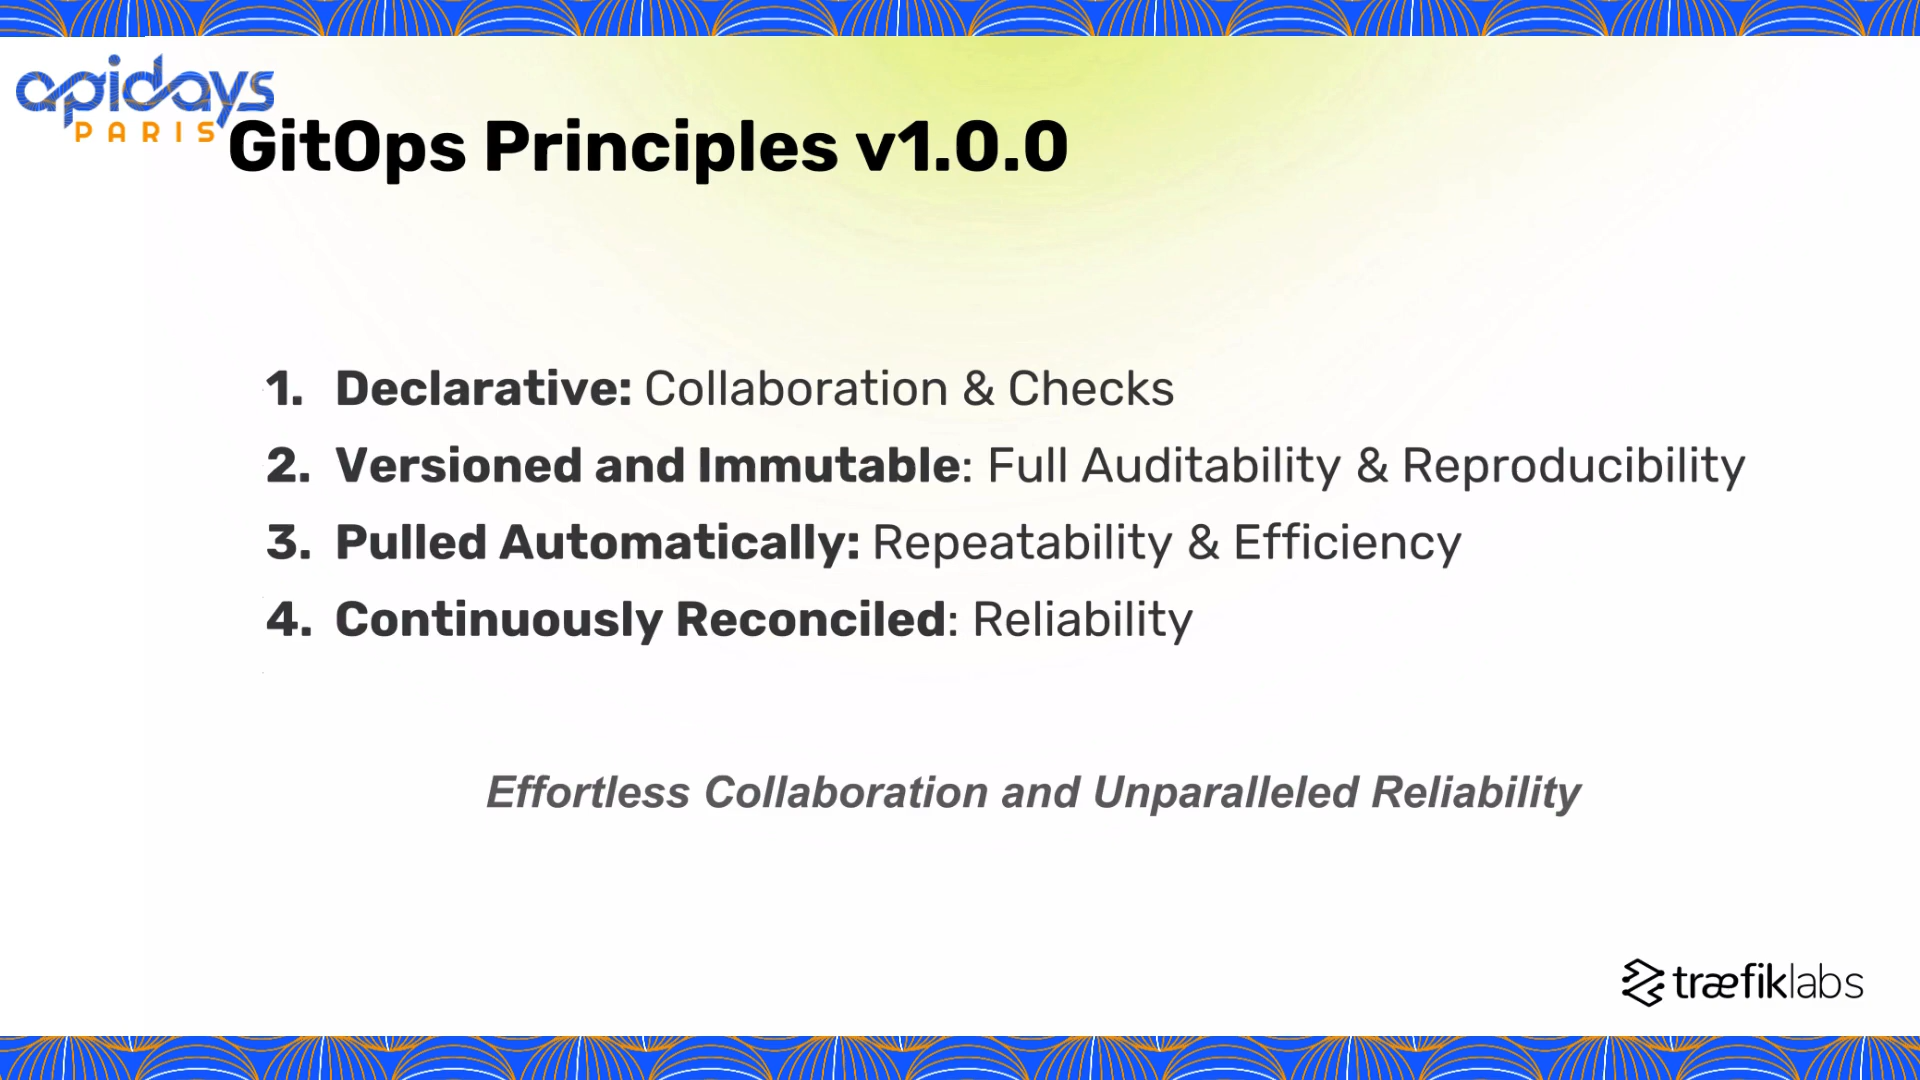 apidays
PARIS
GitOps Principles v1.0.0
1. Declarative: Collaboration & Checks
2. Versioned and Immutable: Full Auditability & Reproducibility
3. Pulled Automatically: Repeatability & Efficiency
4. Continuously Reconciled: Reliability
Effortless Collaboration and Unparalleled Reliability
træfiklabs